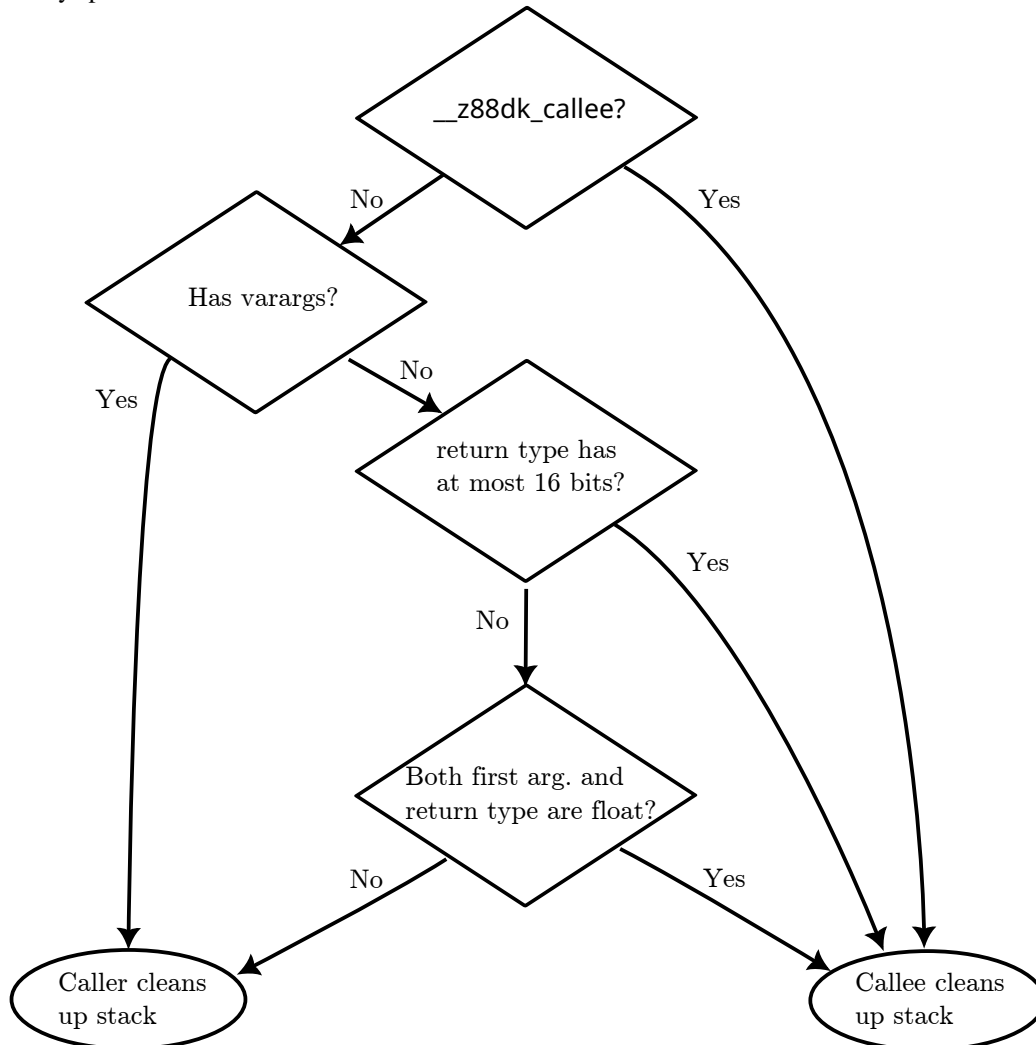 __z88dk_callee?
No
Yes
Has varargs?
No
Yes
return type has
at most 16 bits?
Yes
No
Both first arg. and
return type are float?
No
Yes
Caller cleans
up stack
Callee cleans
up stack